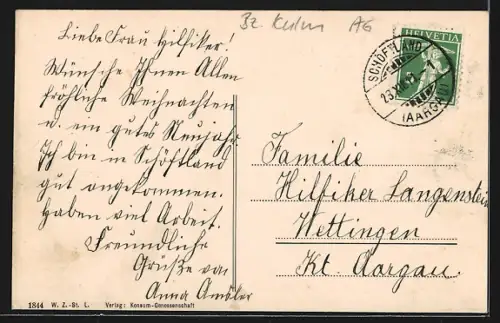 Bz. Kulm AG
Liebe Frau Hilfiker!
Wünsche Ihnen Allen
fröhliche Weihnachten
u. ein gutes Neujahr.
Ich bin in Schöftland
gut angekommen.
Haben viel Arbeit.
Freundliche
Grüße von
Anna Amsler
HELVETIA
SCHÖFTLAND
(AARGAU)
Familie
Hilfiker Langenstein
Wettingen
Kt. Aargau.
1844 W. Z.-St. L. Verlag: Konsum-Genossenschaft